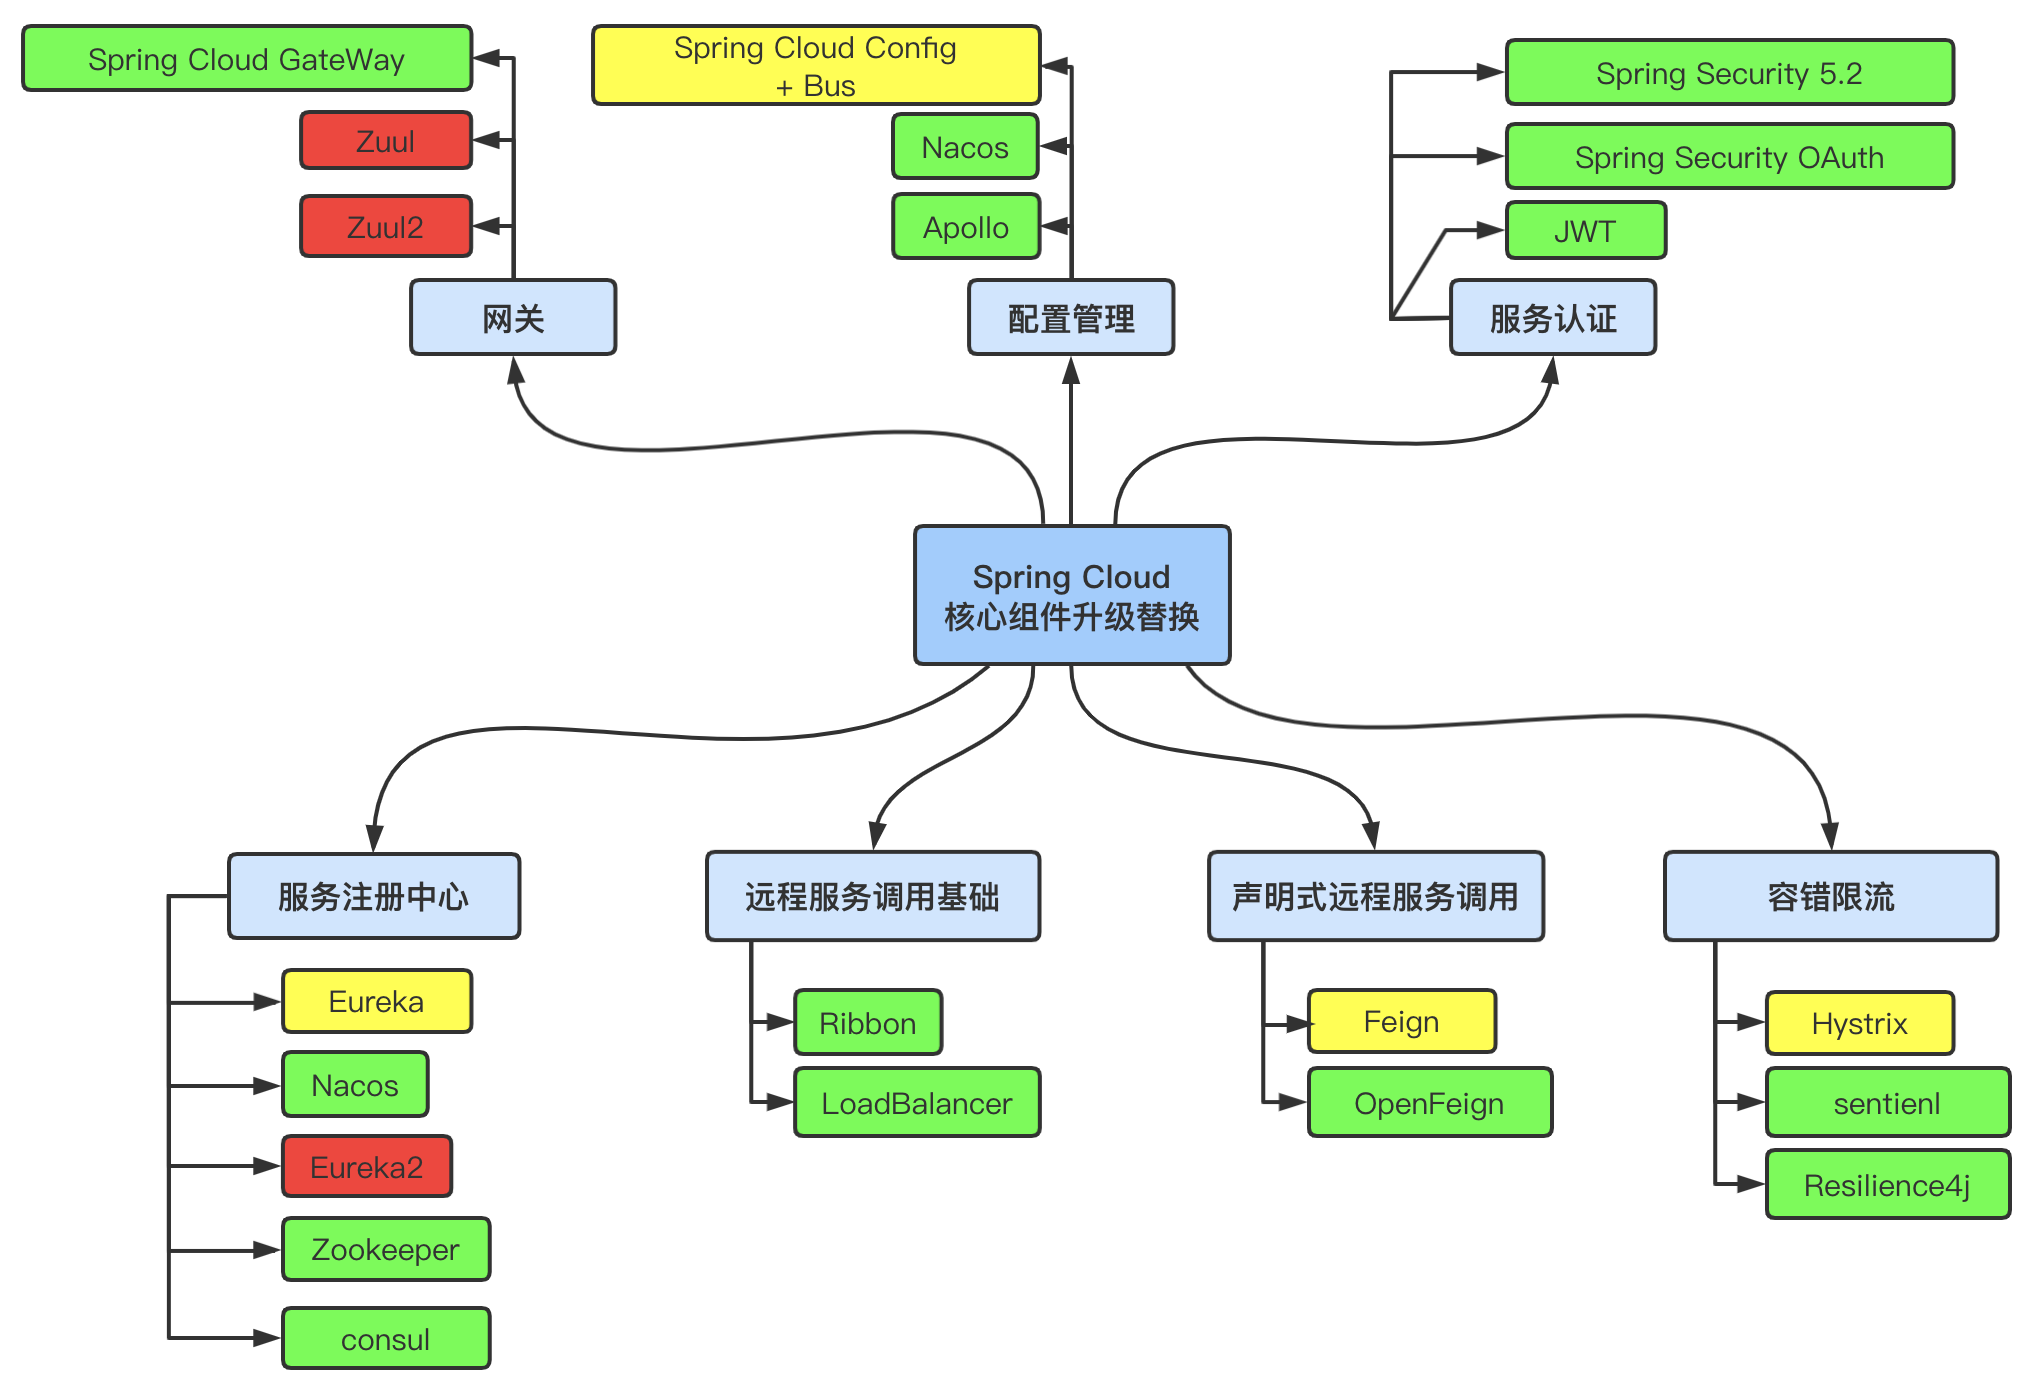 Spring Cloud GateWay
Zuul
Zuul2
网关
Spring Cloud Config
+ Bus
Nacos
Apollo
配置管理
Spring Security 5.2
Spring Security OAuth
JWT
服务认证
Spring Cloud
核心组件升级替换
服务注册中心
Eureka
Nacos
Eureka2
Zookeeper
consul
远程服务调用基础
Ribbon
LoadBalancer
声明式远程服务调用
Feign
OpenFeign
容错限流
Hystrix
sentienl
Resilience4j